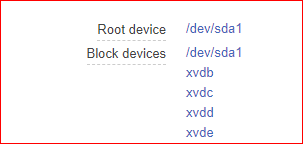 Root device /dev/sda1
Block devices /dev/sda1
xvdb
xvdc
xvdd
xvde